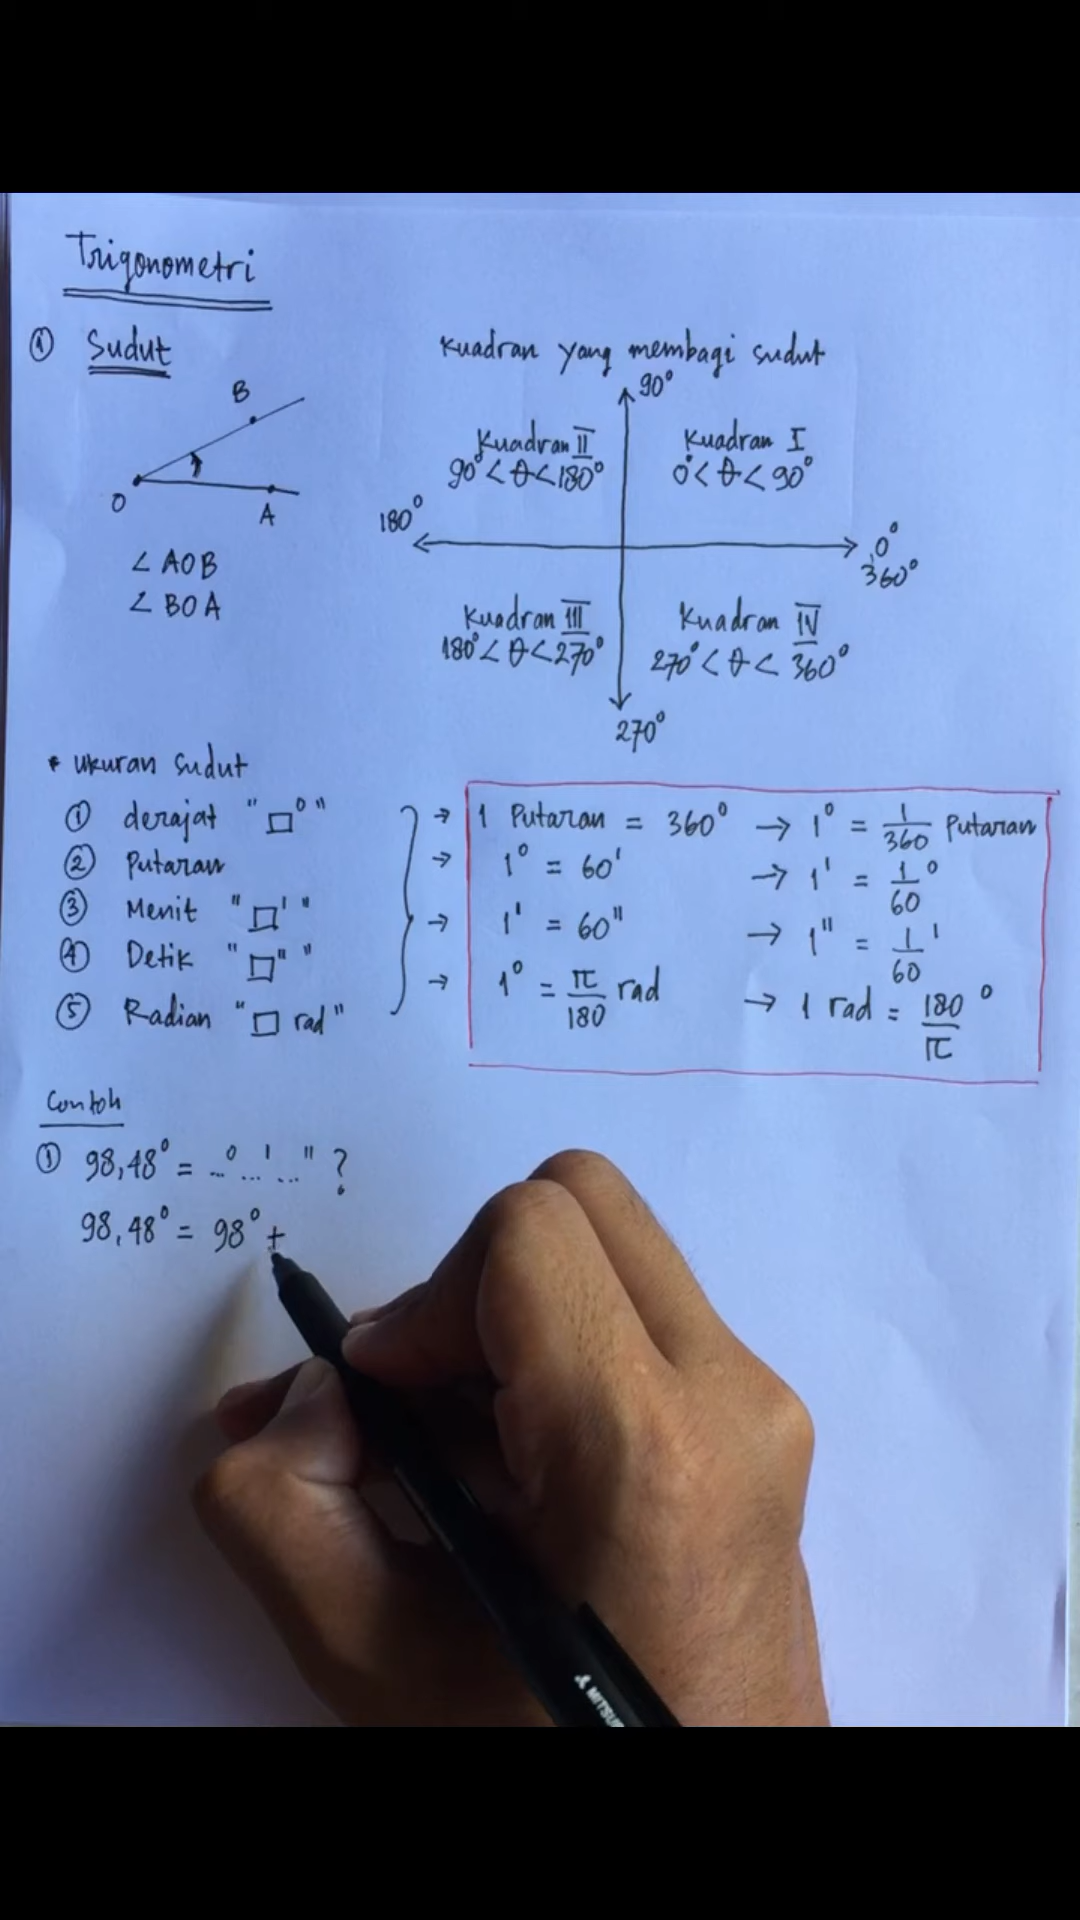 Trigonometri
① Sudut
B
O
A
∠ AOB
∠ BOA
Kuadran yang membagi sudut
90°
Kuadran II
90° < θ < 180°
Kuadran I
0° < θ < 90°
180°
0°
360°
Kuadran III
180° < θ < 270°
Kuadran IV
270° < θ < 360°
270°
* ukuran sudut
① derajat "□°"
② Putaran
③ Menit "□'"
④ Detik "□""
⑤ Radian "□ rad"
→ 1 Putaran = 360° → 1° = 1/360 Putaran
→ 1° = 60' → 1' = 1/60°
→ 1' = 60" → 1" = 1/60'
→ 1° = π/180 rad → 1 rad = 180/π °
Contoh
① 98,48° = ...° ...' ..." ?
98,48° = 98° +